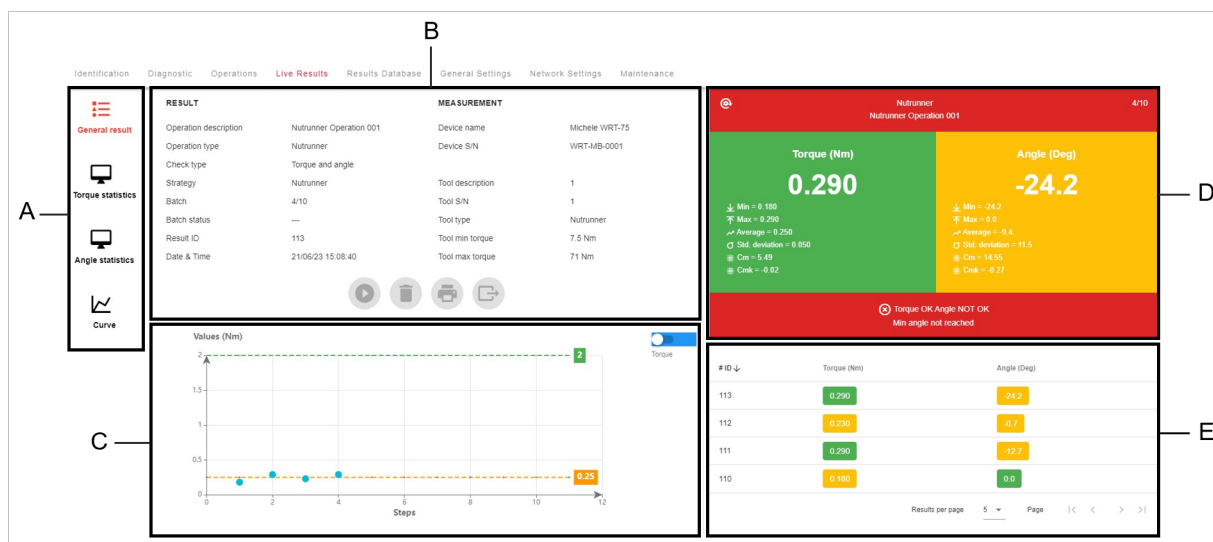 B
Identification Diagnostic Operations Live Results Results Database General Settings Network Settings Maintenance
A
General result
Torque statistics
Angle statistics
Curve
RESULT MEASUREMENT
Operation description Nutrunner Operation 001 Device name Michele WRT-75
Operation type Nutrunner Device S/N WRT-MB-0001
Check type Torque and angle
Strategy Nutrunner Tool description 1
Batch 4/10 Tool S/N 1
Batch status --- Tool type Nutrunner
Result ID 113 Tool min torque 7.5 Nm
Date & Time 21/06/23 15:08:40 Tool max torque 71 Nm
D
Nutrunner 4/10
Nutrunner Operation 001
Torque (Nm) Angle (Deg)
0.290 -24.2
Min = 0.180 Min = -24.2
Max = 0.290 Max = 0.0
Average = 0.250 Average = -9.4
σ Std. deviation = 0.050 σ Std. deviation = 11.5
Cm = 5.49 Cm = 14.55
Cmk = -0.02 Cmk = -0.27
Torque OK Angle NOT OK
Min angle not reached
C
Values (Nm)
Torque
2 2
1.5
1
0.5
0.25
0
0 2 4 6 8 10 12
Steps
E
# ID Torque (Nm) Angle (Deg)
113 0.290 -24.2
112 0.230 -0.7
111 0.290 -12.7
110 0.180 0.0
Results per page 5 Page